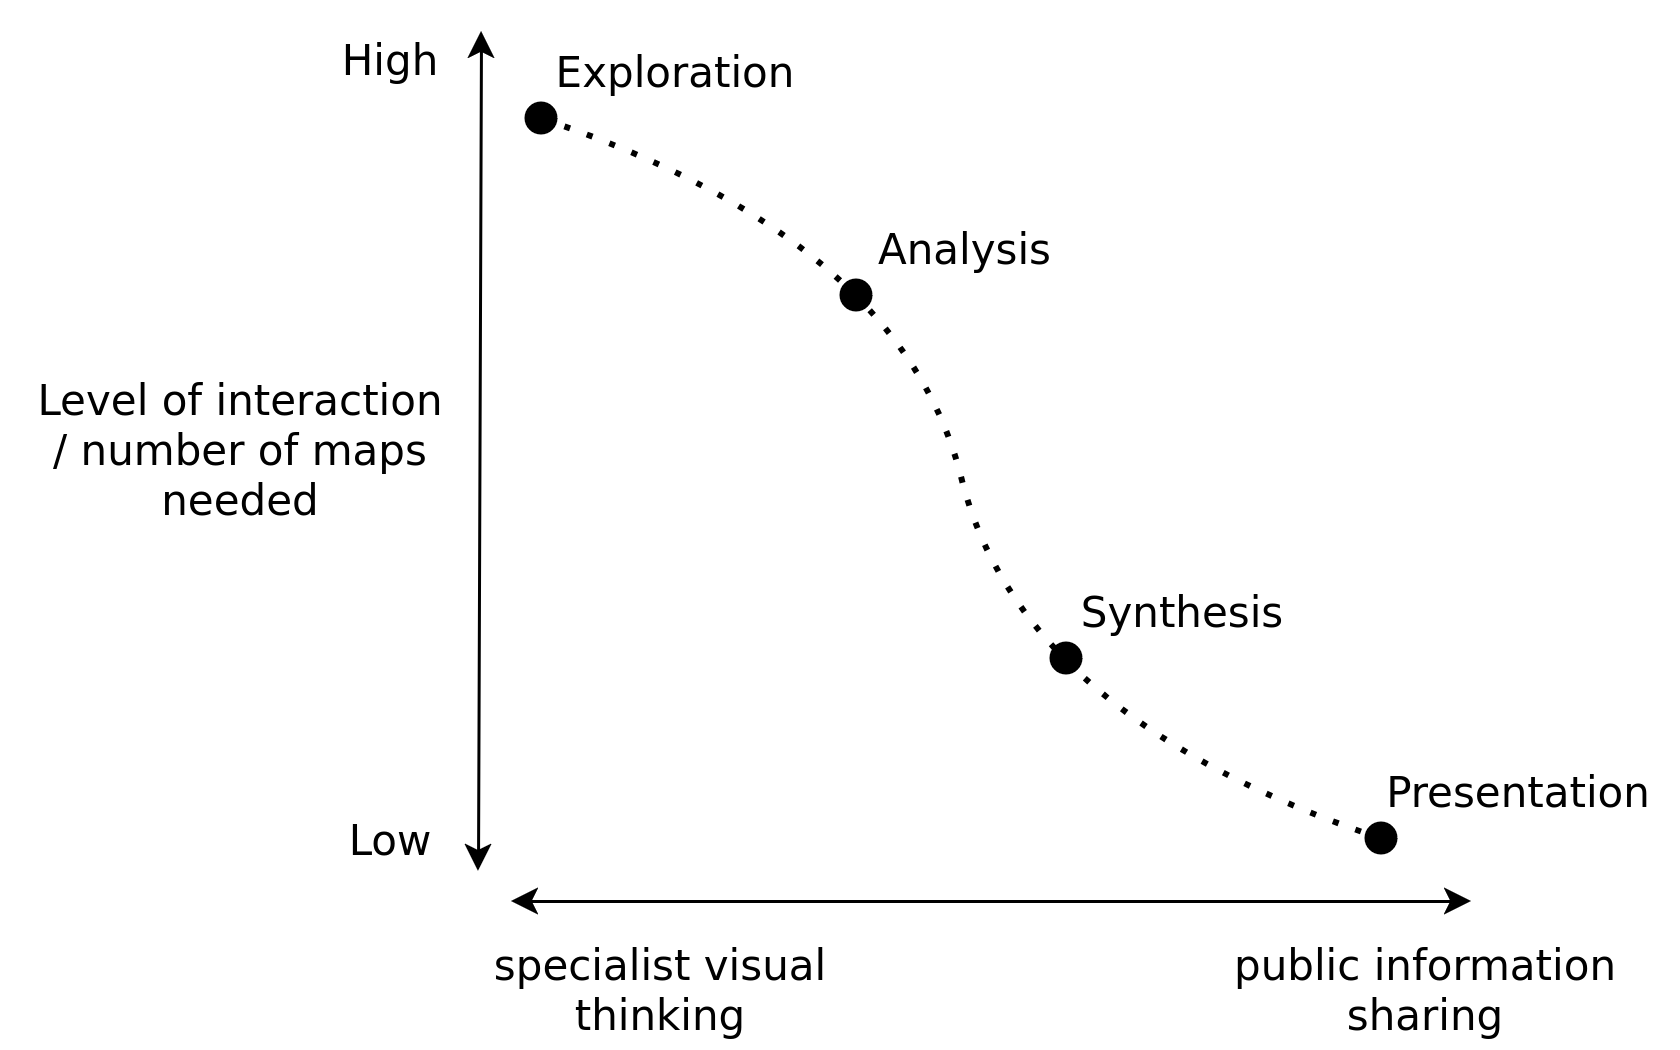 High
Exploration
Analysis
Level of interaction
/ number of maps
needed
Synthesis
Presentation
Low
specialist visual
thinking
public information
sharing